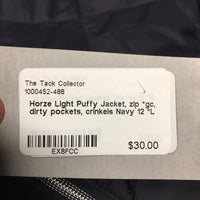 The Tack Collector
1000452-486
Horze Light Puffy Jacket, zip *gc,
dirty pockets, crinkels Navy 12 *L
EXBFCC
$30.00